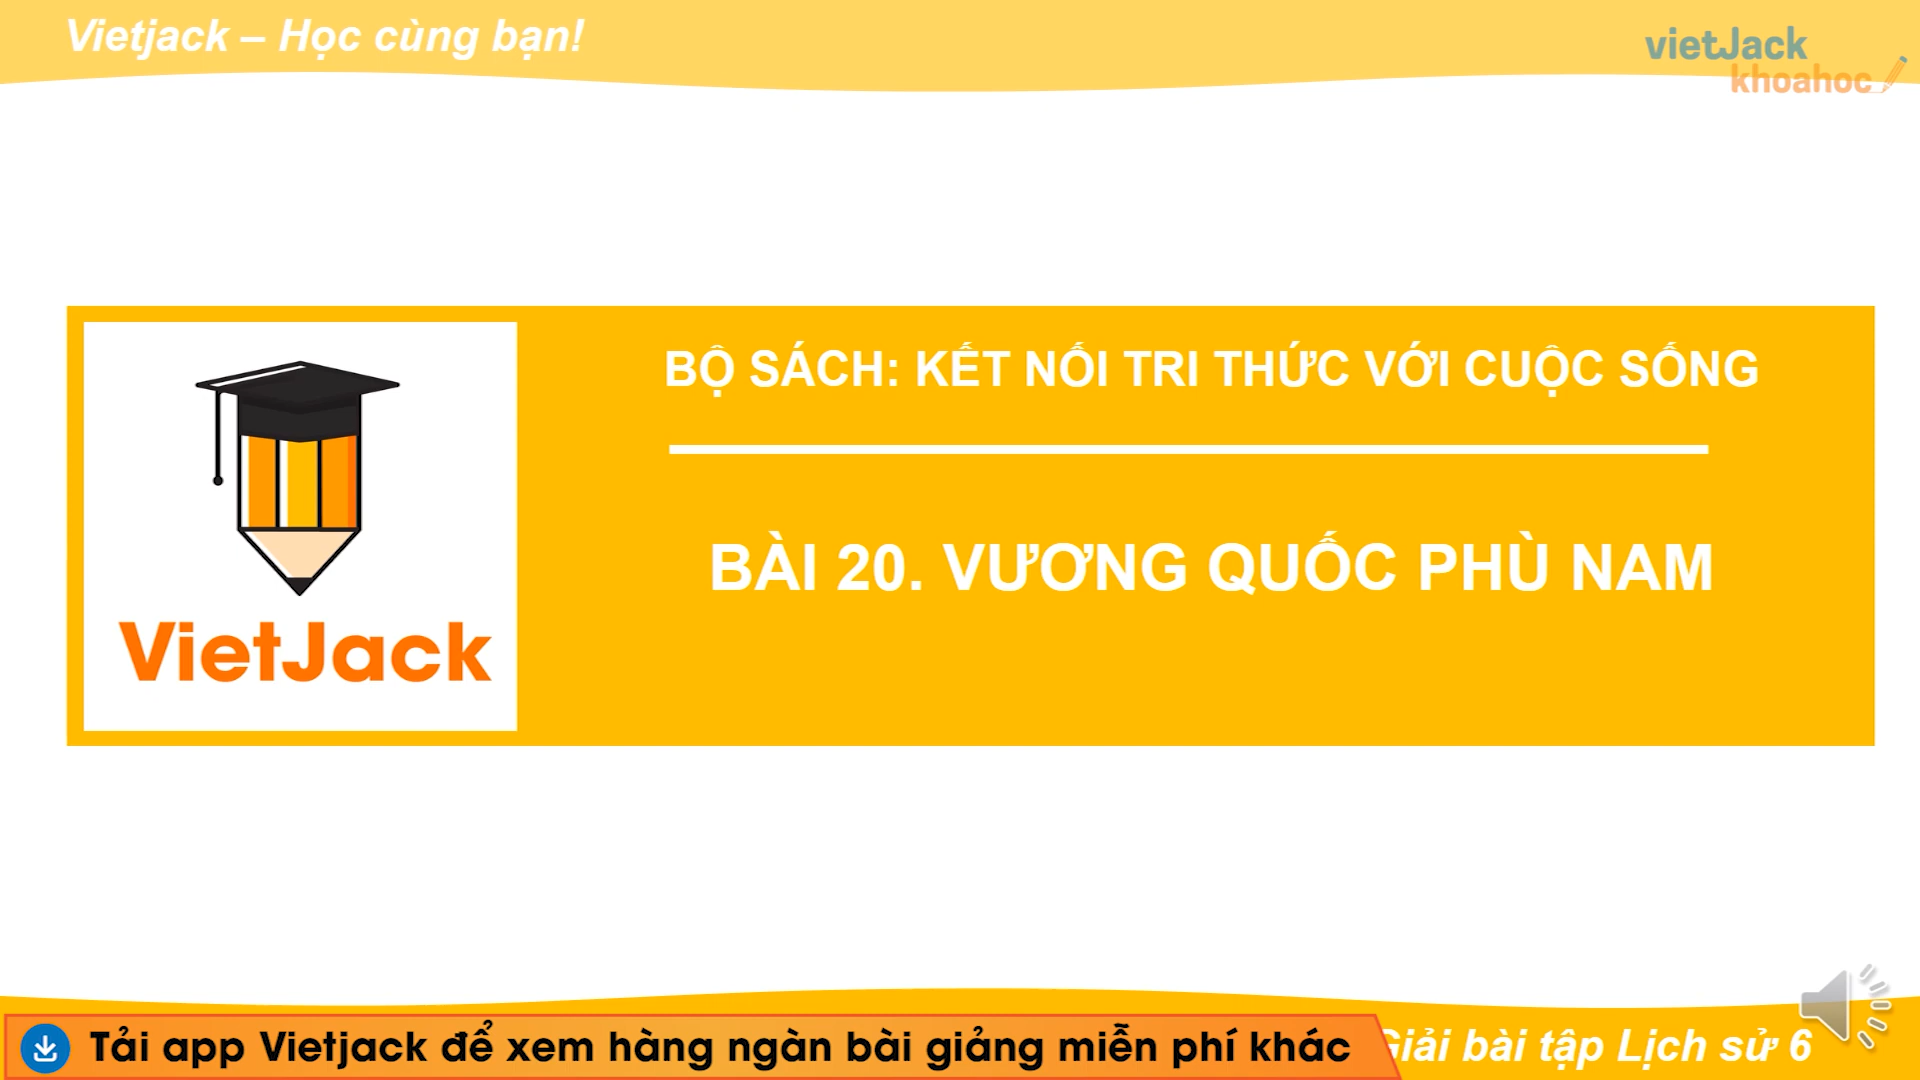 Vietjack – Học cùng bạn!
vietJack
khoahoc
BỘ SÁCH: KẾT NỐI TRI THỨC VỚI CUỘC SỐNG
BÀI 20. VƯƠNG QUỐC PHÙ NAM
VietJack
Tải app Vietjack để xem hàng ngàn bài giảng miễn phí khác
Giải bài tập Lịch sử 6